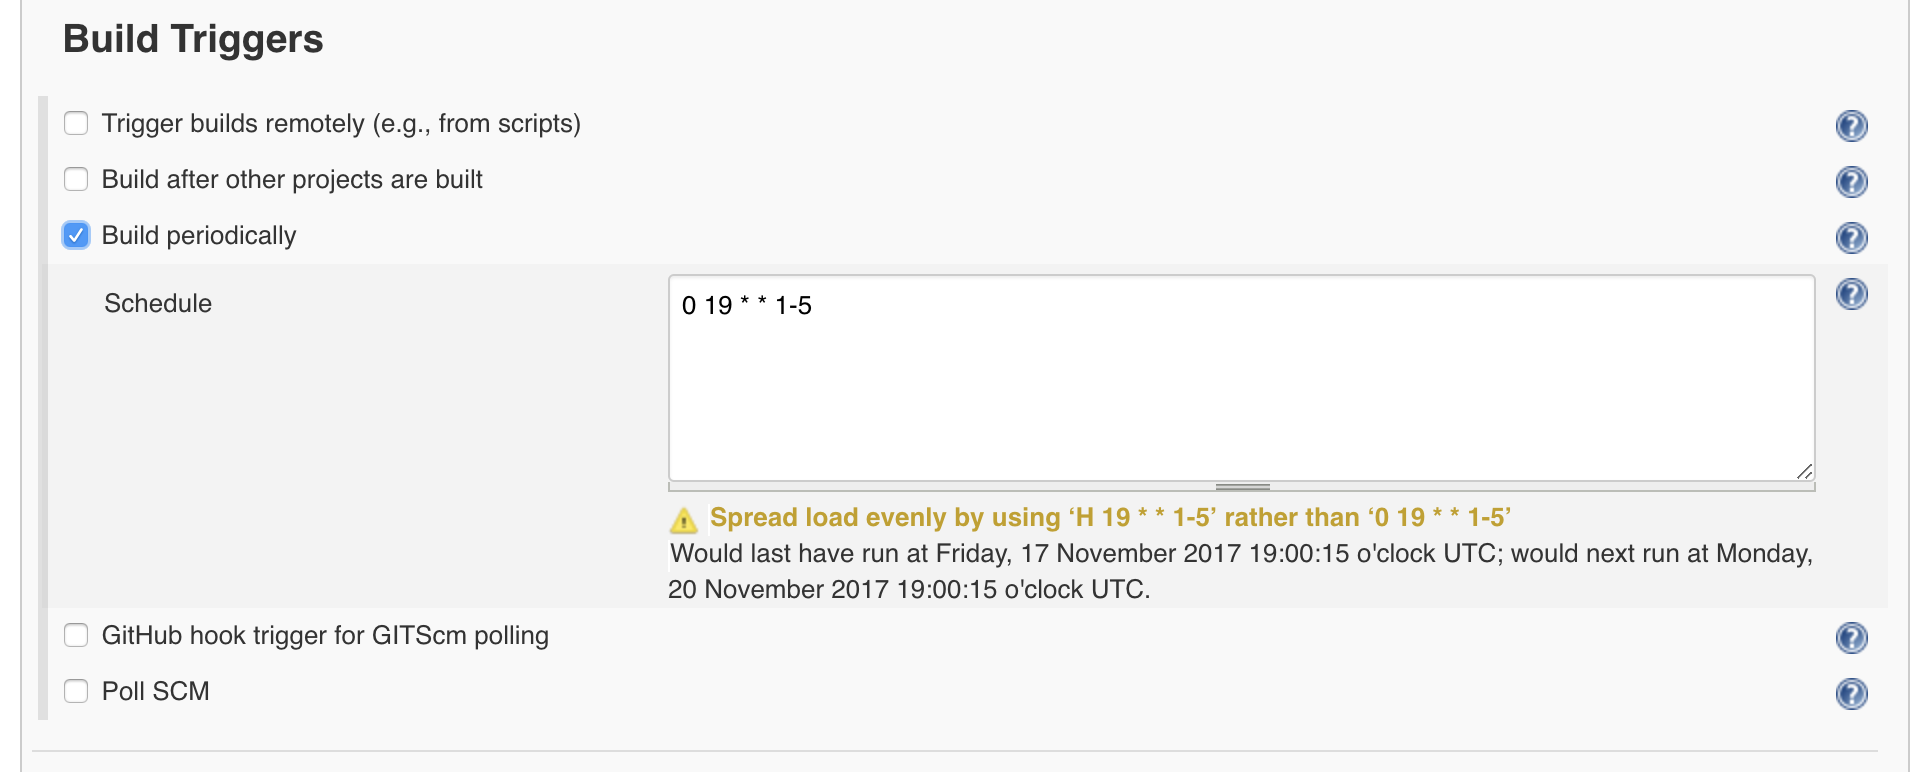 Build Triggers
Trigger builds remotely (e.g., from scripts)
Build after other projects are built
Build periodically
Schedule
0 19 * * 1-5
Spread load evenly by using ‘H 19 * * 1-5’ rather than ‘0 19 * * 1-5’
Would last have run at Friday, 17 November 2017 19:00:15 o'clock UTC; would next run at Monday,
20 November 2017 19:00:15 o'clock UTC.
GitHub hook trigger for GITScm polling
Poll SCM